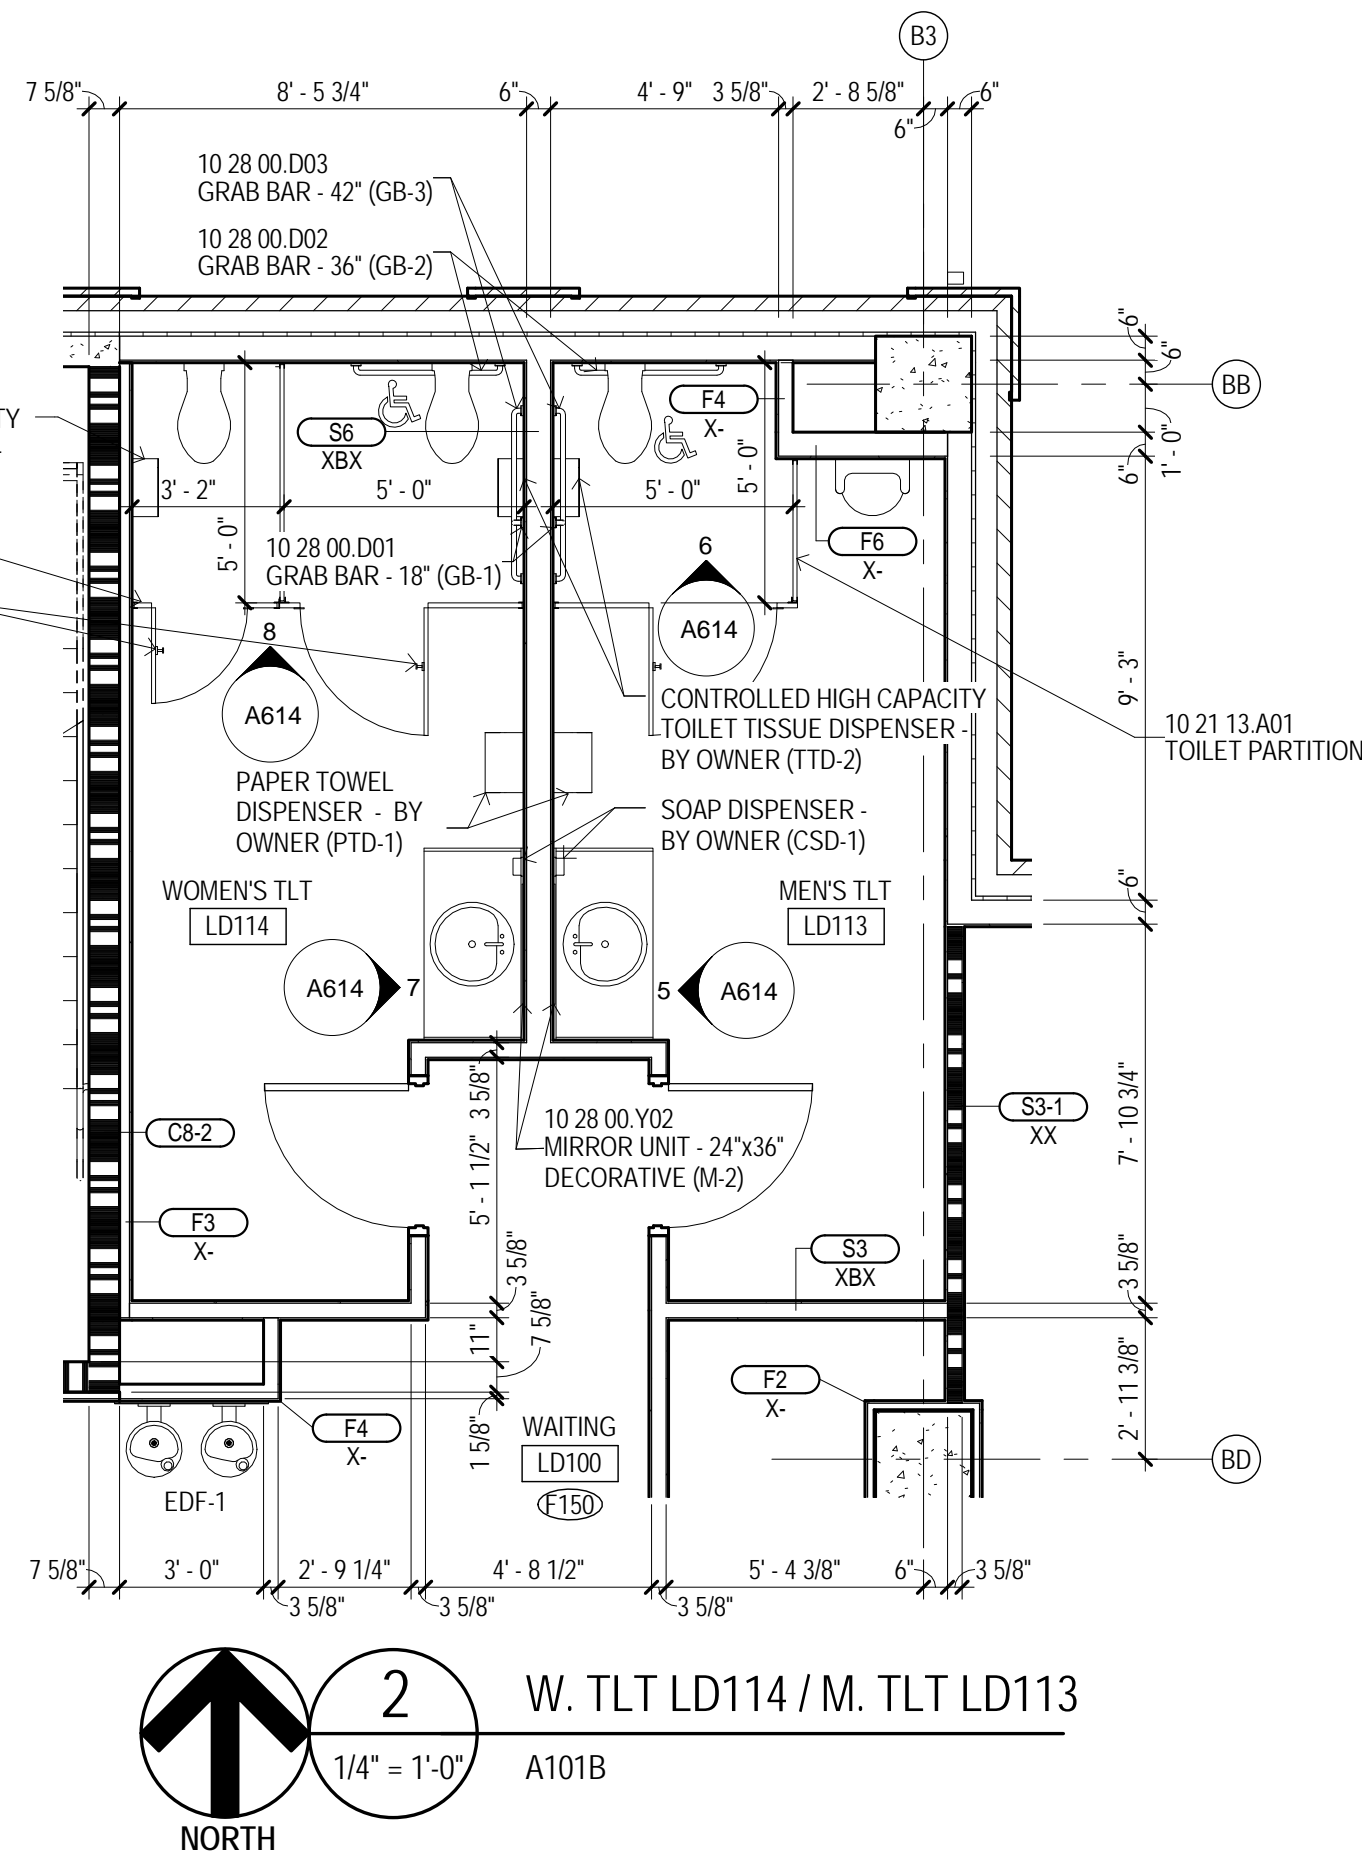 B3
7 5/8"
8' - 5 3/4"
6"
4' - 9"
3 5/8"
2' - 8 5/8"
6"
6"
10 28 00.D03
GRAB BAR - 42" (GB-3)
10 28 00.D02
GRAB BAR - 36" (GB-2)
6"
6"
BB
1' - 0"
6"
TY
S6
XBX
F4
X-
3' - 2"
5' - 0"
5' - 0"
5' - 0"
5' - 0"
F6
X-
10 28 00.D01
GRAB BAR - 18" (GB-1)
6
A614
8
A614
9' - 3"
CONTROLLED HIGH CAPACITY
TOILET TISSUE DISPENSER -
BY OWNER (TTD-2)
10 21 13.A01
TOILET PARTITION
PAPER TOWEL
DISPENSER - BY
OWNER (PTD-1)
SOAP DISPENSER -
BY OWNER (CSD-1)
6"
WOMEN'S TLT
LD114
MEN'S TLT
LD113
A614
7
5
A614
3 5/8"
5' - 1 1/2"
10 28 00.Y02
MIRROR UNIT - 24"x36"
DECORATIVE (M-2)
C8-2
S3-1
XX
7' - 10 3/4"
F3
X-
S3
XBX
3 5/8"
3 5/8"
11"
7 5/8"
1 5/8"
2' - 11 3/8"
F2
X-
F4
X-
WAITING
LD100
F150
BD
EDF-1
7 5/8"
3' - 0"
3 5/8"
2' - 9 1/4"
3 5/8"
4' - 8 1/2"
3 5/8"
5' - 4 3/8"
6"
3 5/8"
2
1/4" = 1'-0"
W. TLT LD114 / M. TLT LD113
A101B
NORTH